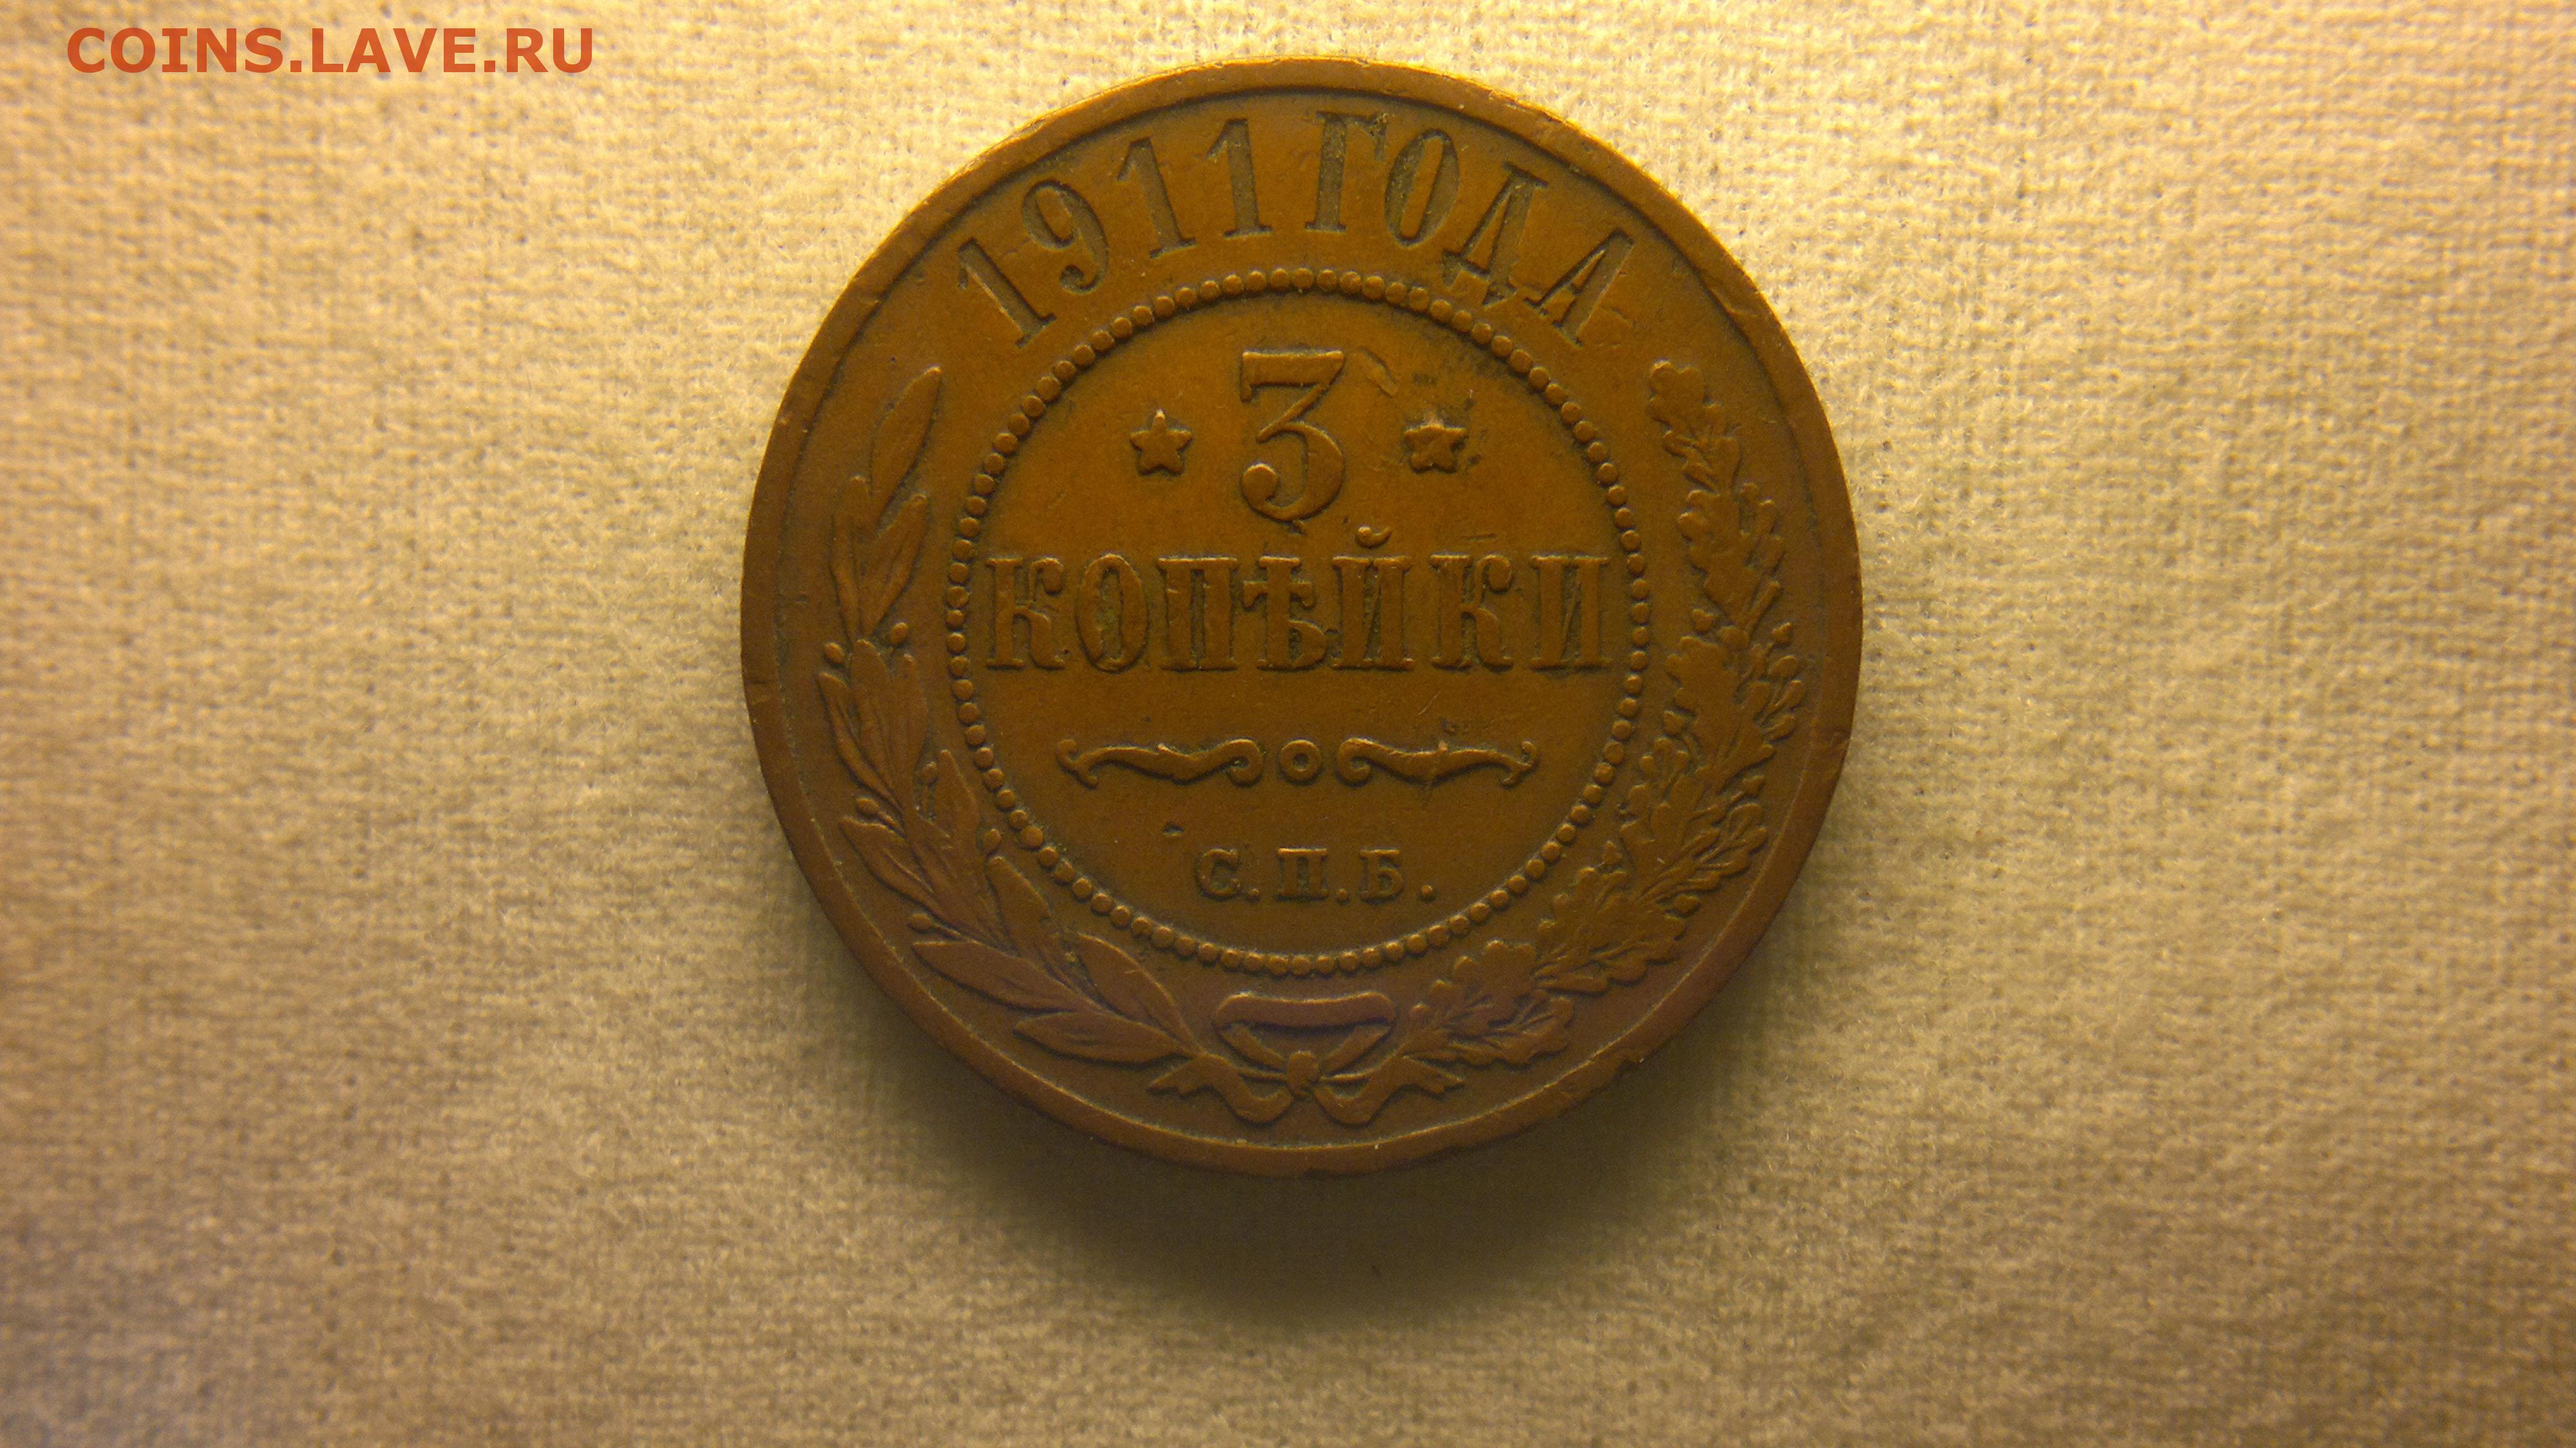 COINS.LAVE.RU
1911 ГОДА
3
КОПѢЙКИ
С.П.Б.